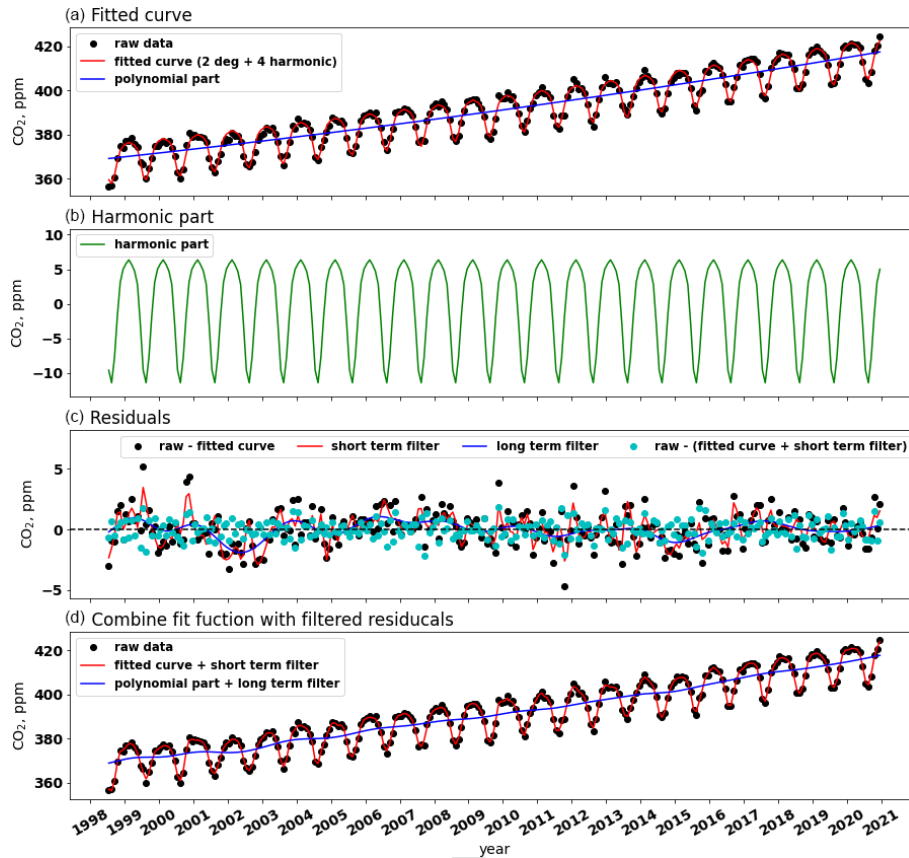 (a) Fitted curve
raw data
fitted curve (2 deg + 4 harmonic)
polynomial part
CO₂, ppm
420
400
380
360
(b) Harmonic part
harmonic part
CO₂, ppm
10
5
0
−5
−10
(c) Residuals
raw - fitted curve short term filter long term filter raw - (fitted curve + short term filter)
CO₂, ppm
5
0
−5
(d) Combine fit fuction with filtered residucals
raw data
fitted curve + short term filter
polynomial part + long term filter
CO₂, ppm
420
400
380
360
1998 1999 2000 2001 2002 2003 2004 2005 2006 2007 2008 2009 2010 2011 2012 2013 2014 2015 2016 2017 2018 2019 2020 2021
year